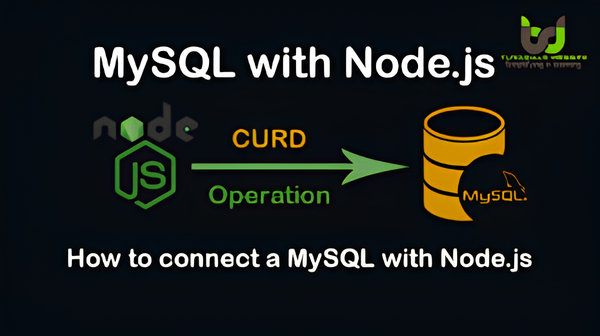 MySQL with Node.js
node
JS
CURD
Operation
MySQL
How to connect a MySQL with Node.js